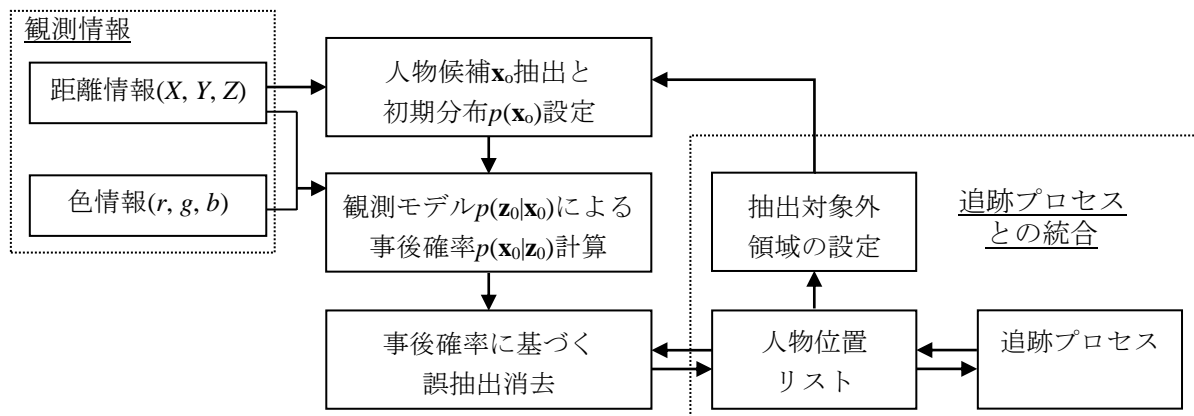 観測情報
距離情報(X, Y, Z)
色情報(r, g, b)
人物候補xₒ抽出と
初期分布p(xₒ)設定
観測モデルp(z₀|x₀)による
事後確率p(x₀|z₀)計算
事後確率に基づく
誤抽出消去
抽出対象外
領域の設定
人物位置
リスト
追跡プロセス
との統合
追跡プロセス